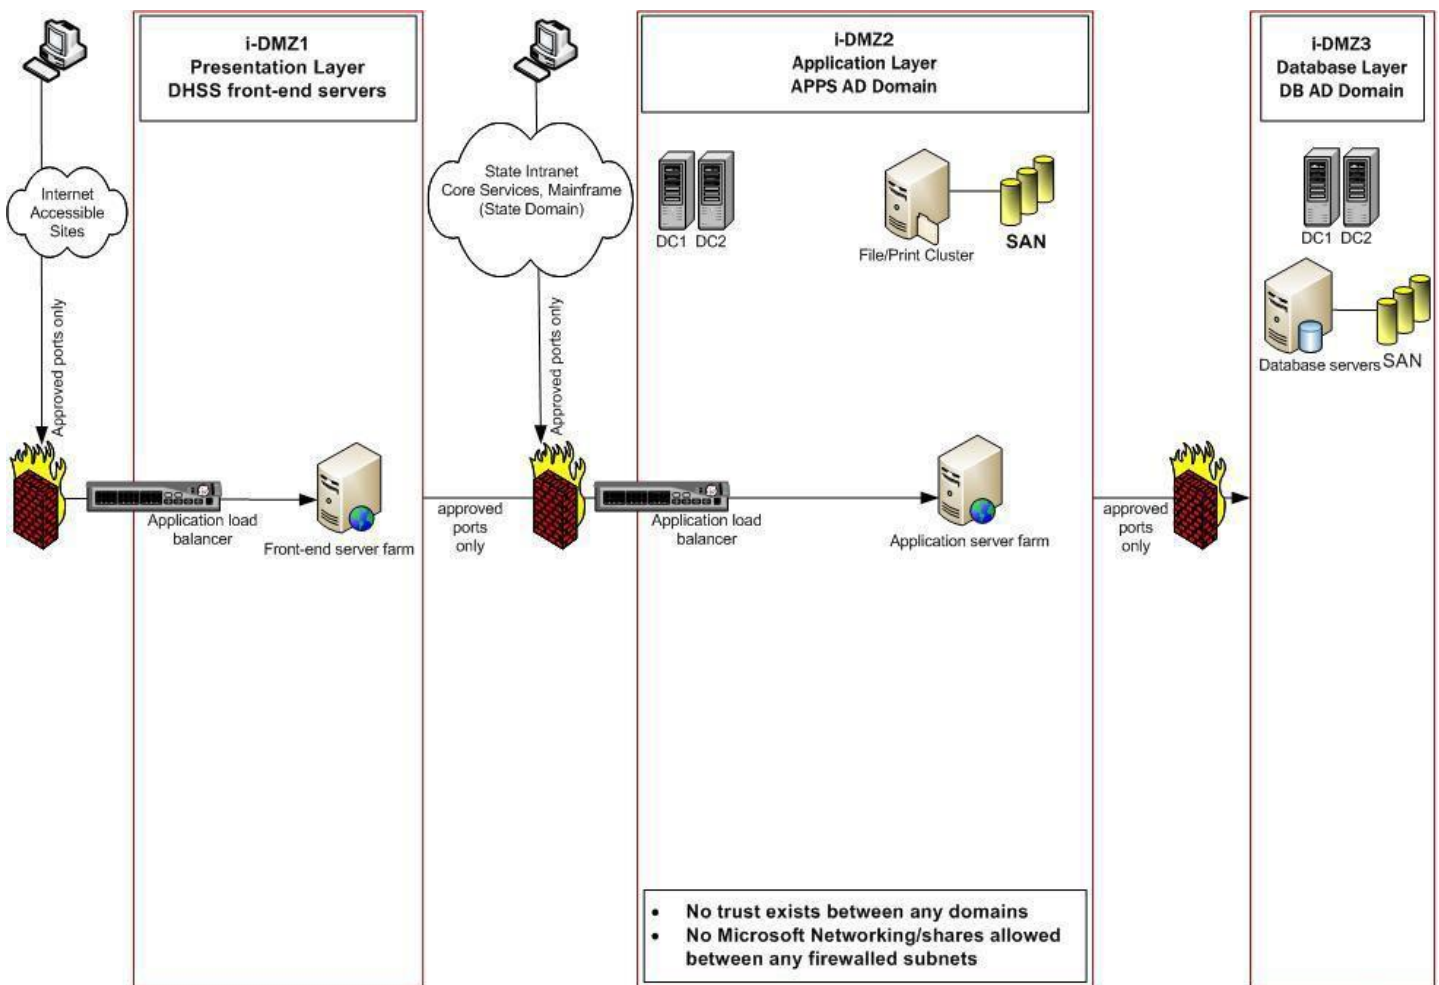 i-DMZ1
Presentation Layer
DHSS front-end servers
i-DMZ2
Application Layer
APPS AD Domain
i-DMZ3
Database Layer
DB AD Domain
Internet
Accessible
Sites
State Intranet
Core Services, Mainframe
(State Domain)
DC1 DC2
File/Print Cluster
SAN
DC1 DC2
Database servers
SAN
Approved ports only
Approved ports only
Application load
balancer
Front-end server farm
approved
ports
only
Application load
balancer
Application server farm
approved
ports
only
• No trust exists between any domains
• No Microsoft Networking/shares allowed
between any firewalled subnets